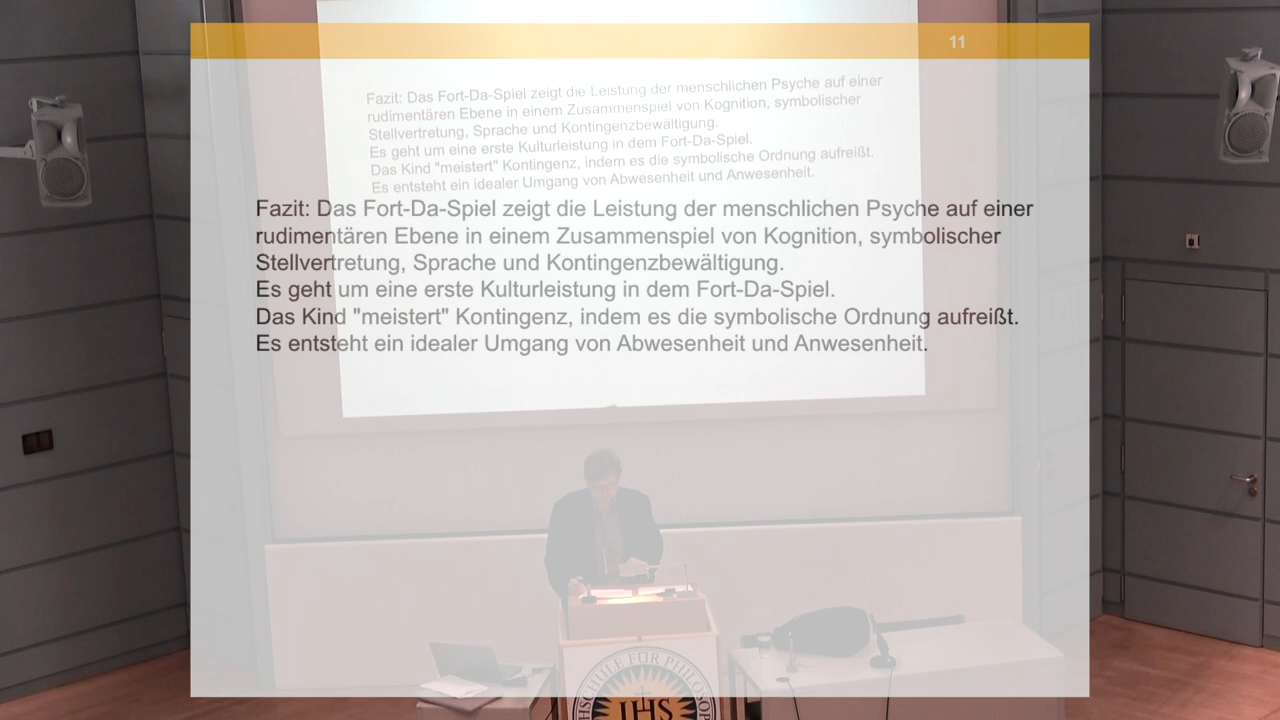 11
Fazit: Das Fort-Da-Spiel zeigt die Leistung der menschlichen Psyche auf einer
rudimentären Ebene in einem Zusammenspiel von Kognition, symbolischer
Stellvertretung, Sprache und Kontingenzbewältigung.
Es geht um eine erste Kulturleistung in dem Fort-Da-Spiel.
Das Kind "meistert" Kontingenz, indem es die symbolische Ordnung aufreißt.
Es entsteht ein idealer Umgang von Abwesenheit und Anwesenheit.
Fazit: Das Fort-Da-Spiel zeigt die Leistung der menschlichen Psyche auf einer
rudimentären Ebene in einem Zusammenspiel von Kognition, symbolischer
Stellvertretung, Sprache und Kontingenzbewältigung.
Es geht um eine erste Kulturleistung in dem Fort-Da-Spiel.
Das Kind "meistert" Kontingenz, indem es die symbolische Ordnung aufreißt.
Es entsteht ein idealer Umgang von Abwesenheit und Anwesenheit.
HSCHULE FÜR PHILOSOP
IHS